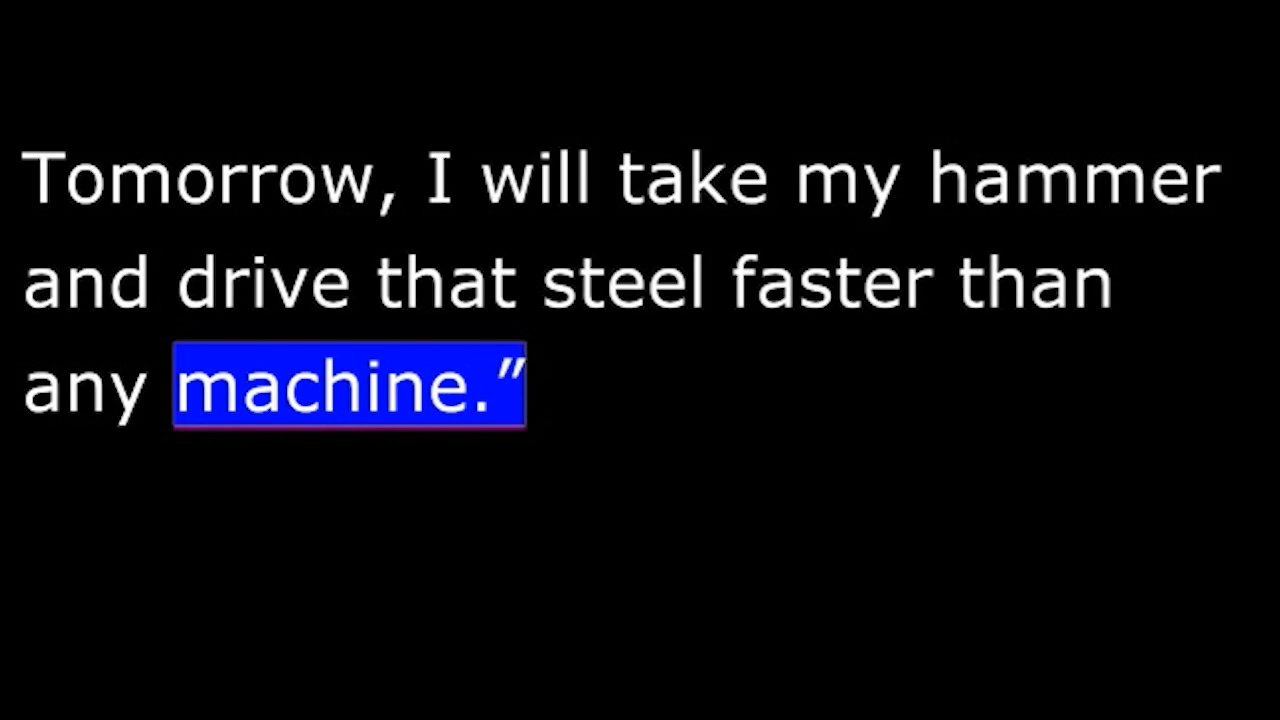 Tomorrow, I will take my hammer
and drive that steel faster than
any machine.”